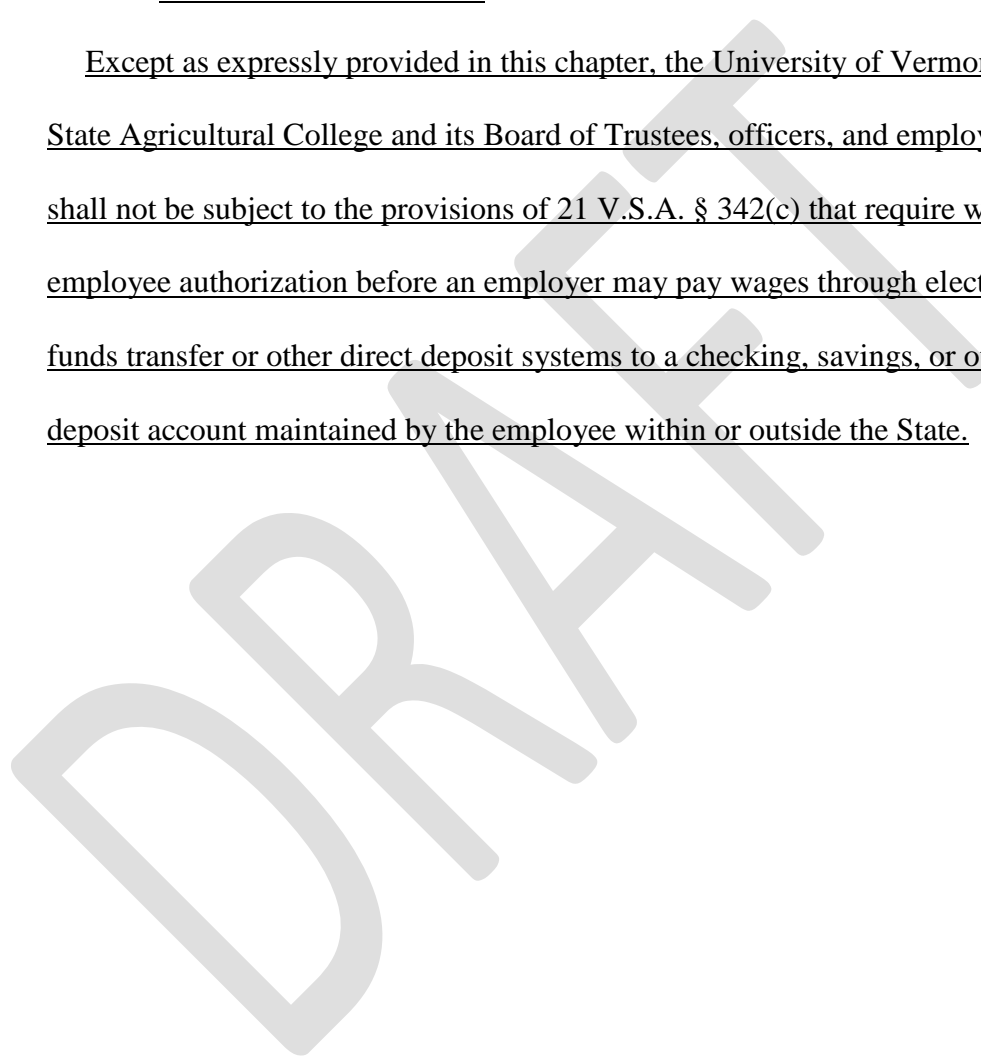 Except as expressly provided in this chapter, the University of Vermon
State Agricultural College and its Board of Trustees, officers, and employ
shall not be subject to the provisions of 21 V.S.A. § 342(c) that require w
employee authorization before an employer may pay wages through elect
funds transfer or other direct deposit systems to a checking, savings, or o
deposit account maintained by the employee within or outside the State.
DRAFT